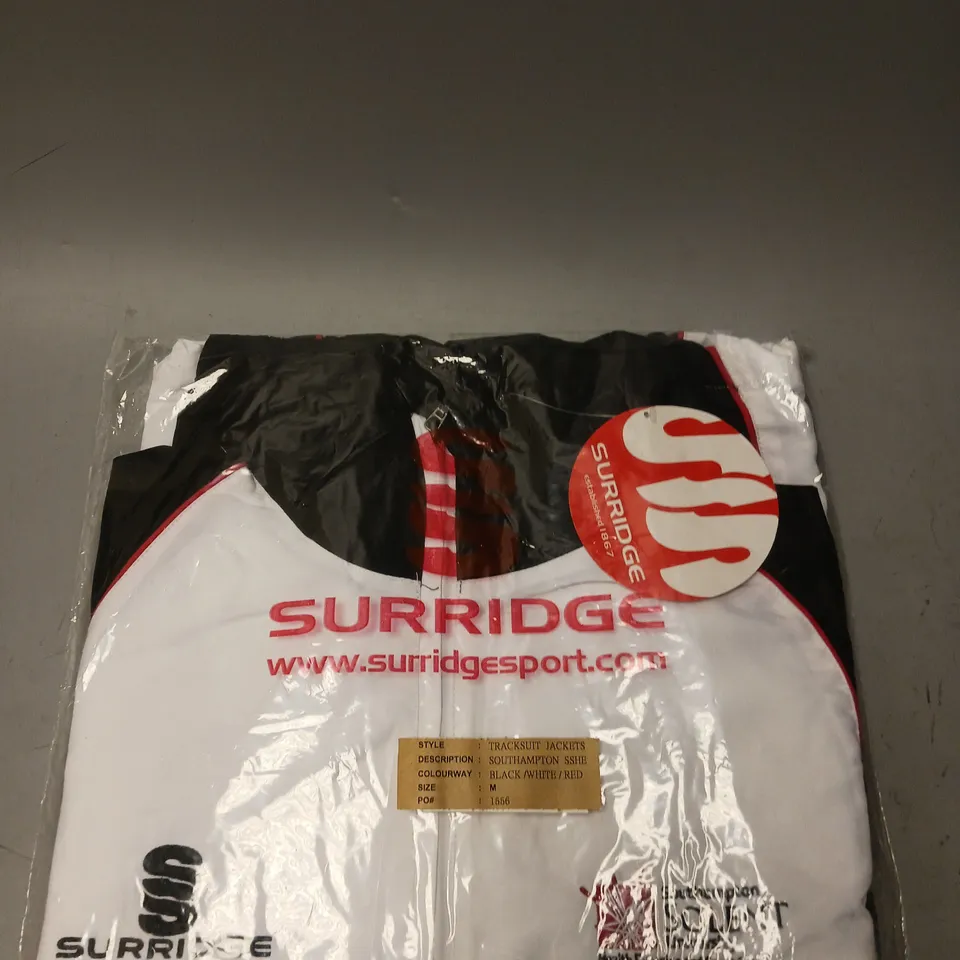 SURRIDGE
established 1867
SURRIDGE
www.surridgesport.com
STYLE : TRACKSUIT JACKETS
DESCRIPTION : SOUTHAMPTON SSHE
COLOURWAY : BLACK /WHITE / RED
SIZE : M
PO# : 1556
SURRIDGE
Southampton
SOLENT